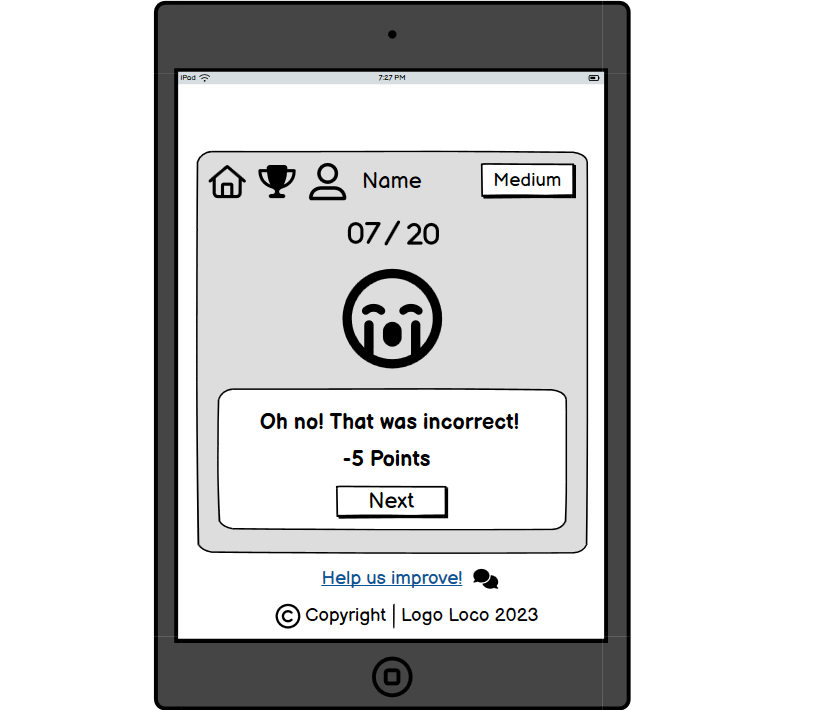 iPad 7:27 PM
Name Medium
07/ 20
Oh no! That was incorrect!
-5 Points
Next
Help us improve!
© Copyright | Logo Loco 2023